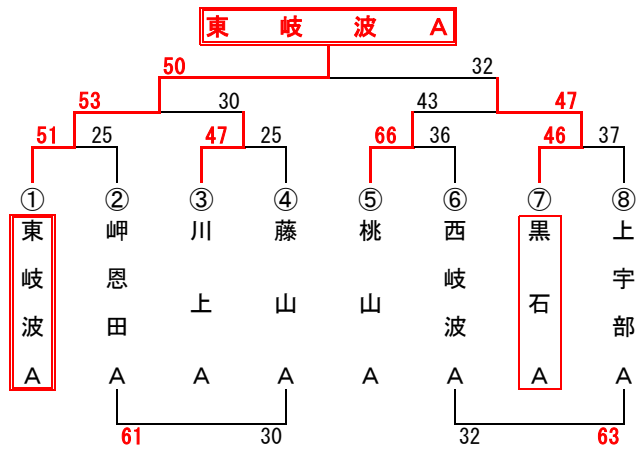 東岐波A
50 32
53 30 43 47
51 25 47 25 66 36 46 37
① ② ③ ④ ⑤ ⑥ ⑦ ⑧
東岐波A
岬恩田A
川上A
藤山A
桃山A
西岐波A
黒石A
上宇部A
61 30 32 63